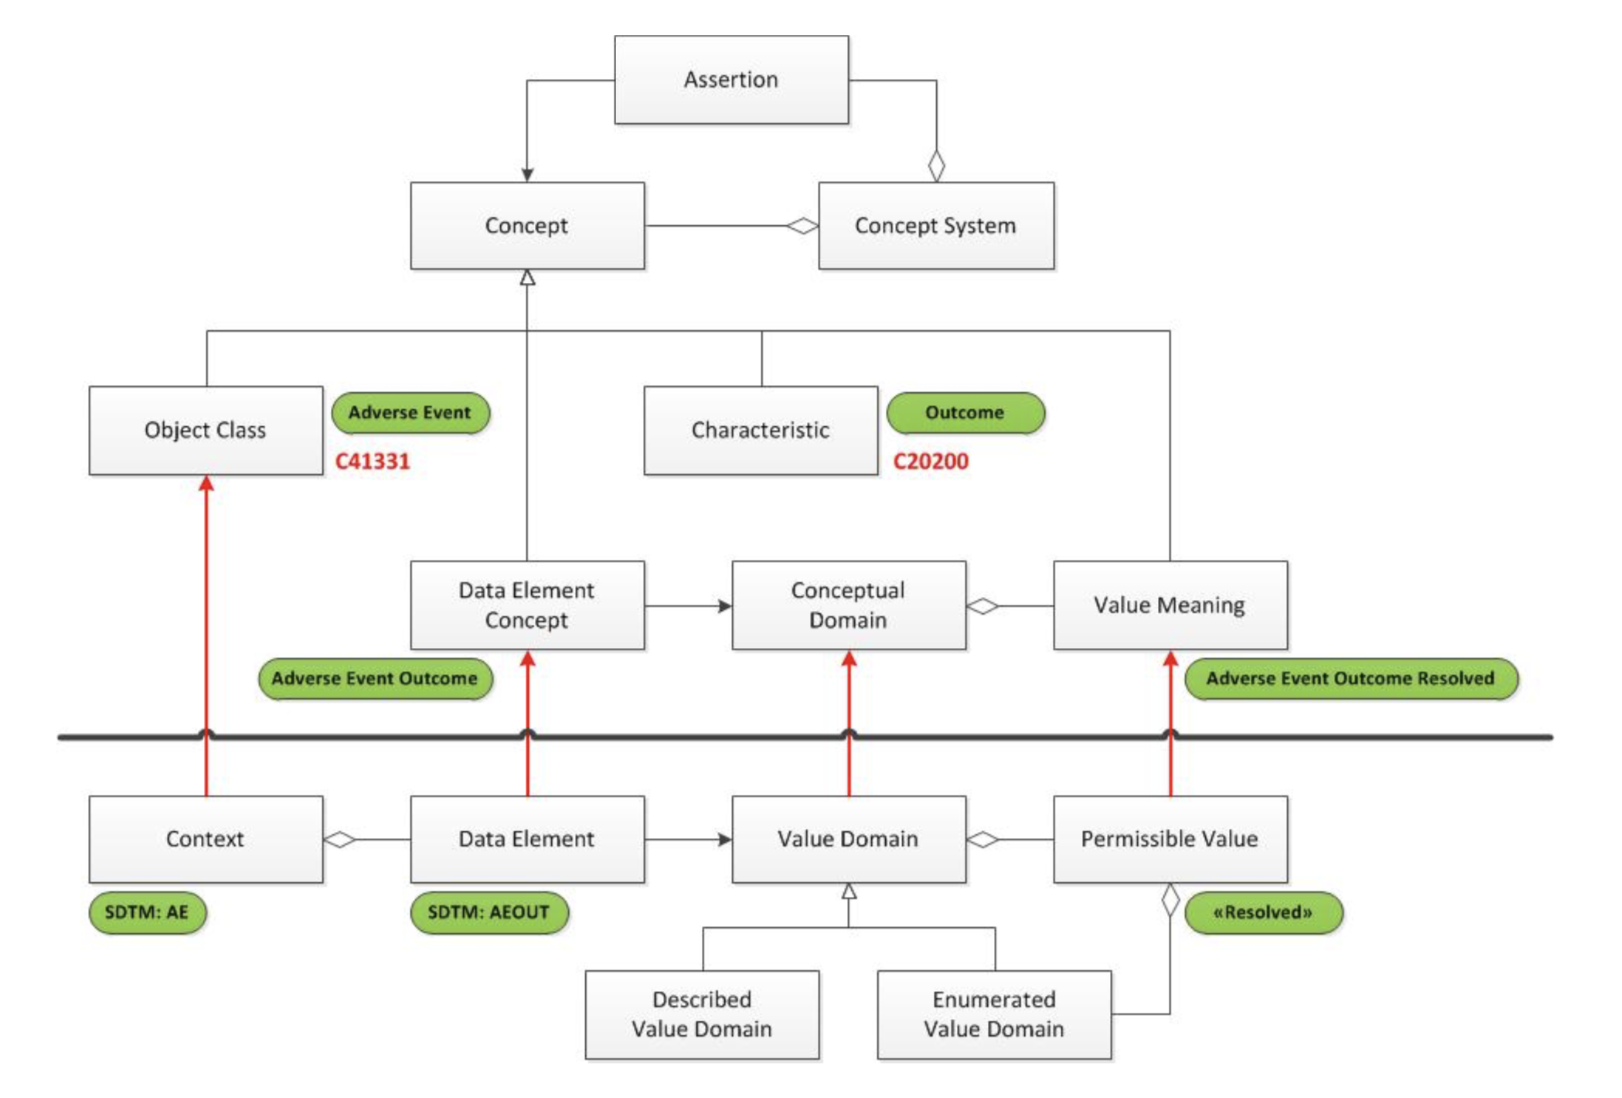 Assertion
Concept
Concept System
Object Class
Adverse Event
C41331
Characteristic
Outcome
C20200
Data Element
Concept
Conceptual
Domain
Value Meaning
Adverse Event Outcome
Adverse Event Outcome Resolved
Context
Data Element
Value Domain
Permissible Value
SDTM: AE
SDTM: AEOUT
«Resolved»
Described
Value Domain
Enumerated
Value Domain